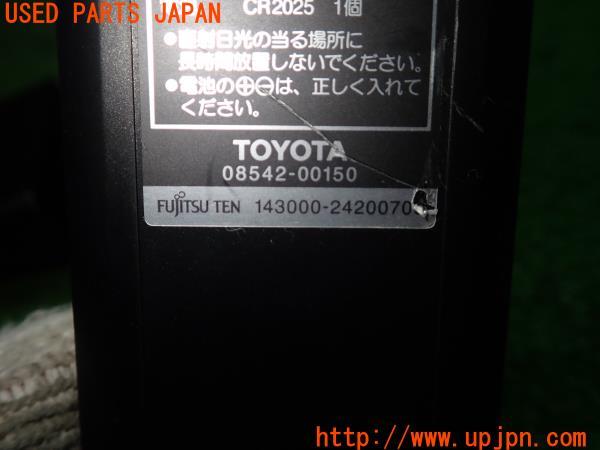 USED PARTS JAPAN
CR2025 1個
●直射日光の当る場所に
長時間放置しないでください。
●電池の⊕⊖は、正しく入れて
ください。
TOYOTA
08542-00150
FUJITSU TEN 143000-2420070
http://www.upjpn.com/